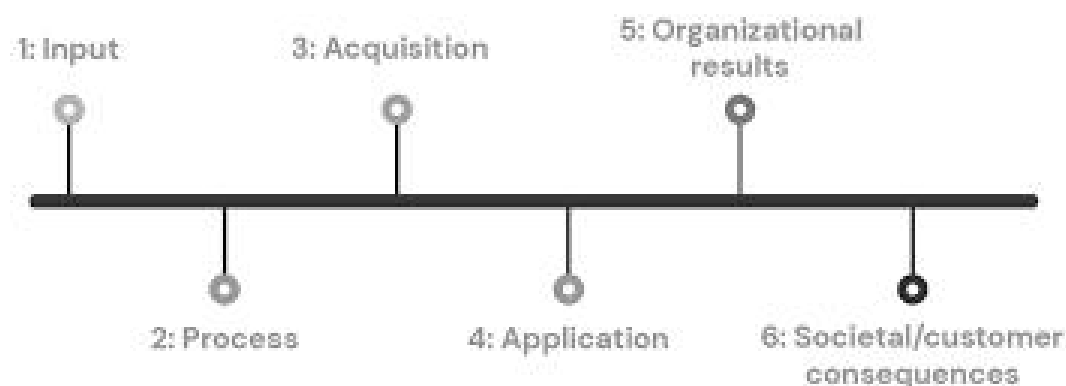 1: Input
2: Process
3: Acquisition
4: Application
5: Organizational
results
6: Societal/customer
consequences